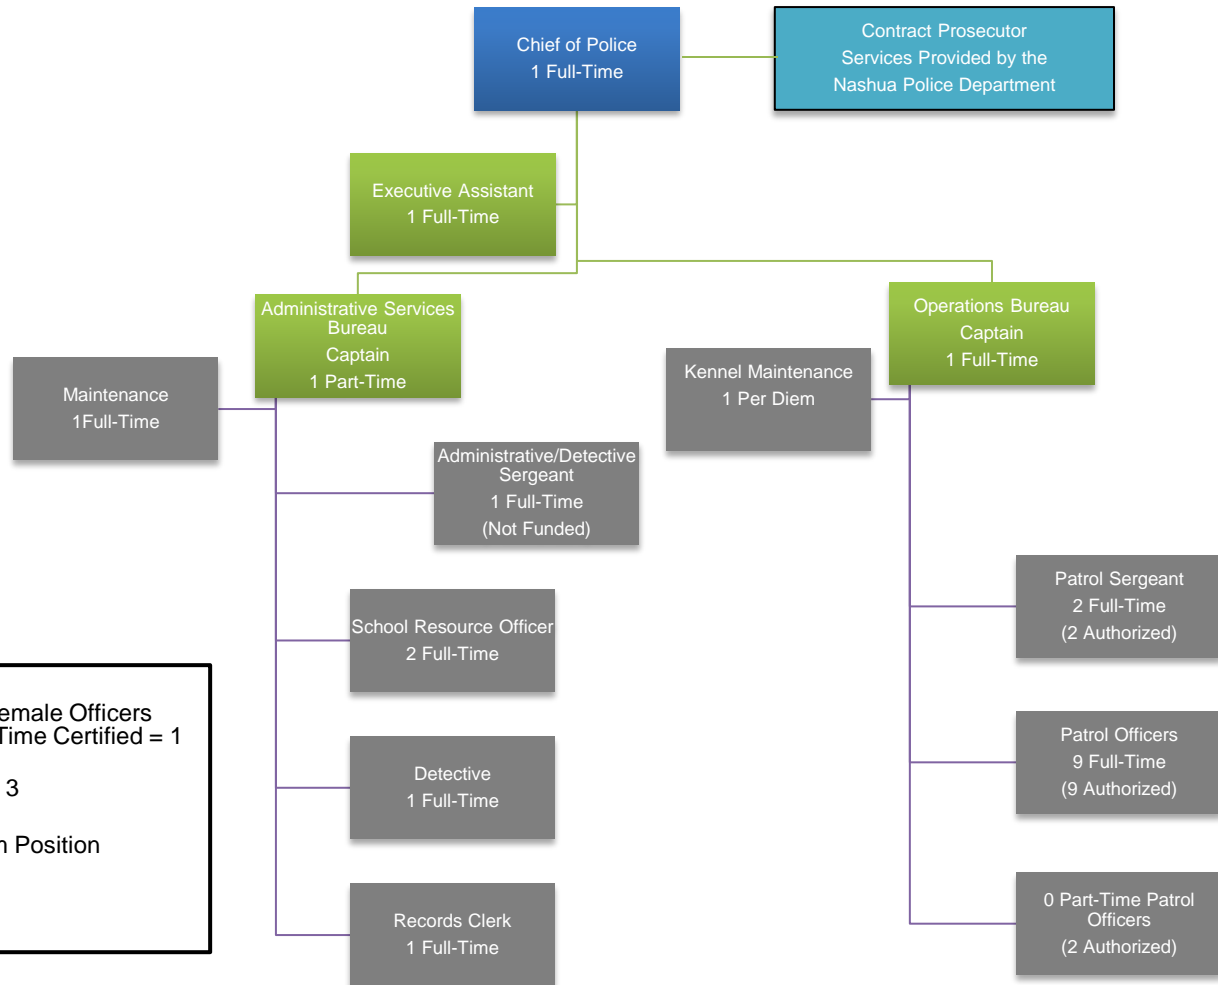 Chief of Police
1 Full-Time
Contract Prosecutor
Services Provided by the
Nashua Police Department
Executive Assistant
1 Full-Time
Administrative Services
Bureau
Captain
1 Part-Time
Operations Bureau
Captain
1 Full-Time
Maintenance
1Full-Time
Kennel Maintenance
1 Per Diem
Administrative/Detective
Sergeant
1 Full-Time
(Not Funded)
School Resource Officer
2 Full-Time
Detective
1 Full-Time
Records Clerk
1 Full-Time
Patrol Sergeant
2 Full-Time
(2 Authorized)
Patrol Officers
9 Full-Time
(9 Authorized)
0 Part-Time Patrol
Officers
(2 Authorized)
Officers
Time Certified = 1
3
Position